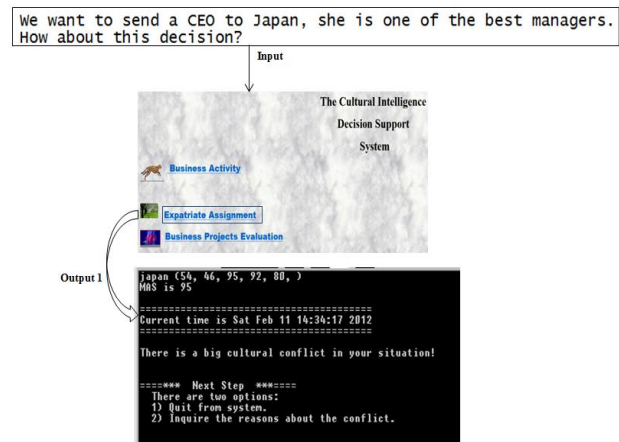 We want to send a CEO to Japan, she is one of the best managers.
How about this decision?
Input
The Cultural Intelligence
Decision Support
System
Business Activity
Expatriate Assignment
Business Projects Evaluation
Output 1
japan (54, 46, 95, 92, 80, )
MAS is 95
=====================================
Current time is Sat Feb 11 14:34:17 2012
=====================================
There is a big cultural conflict in your situation!
====*** Next Step ***====
There are two options:
1) Quit from system.
2) Inquire the reasons about the conflict.